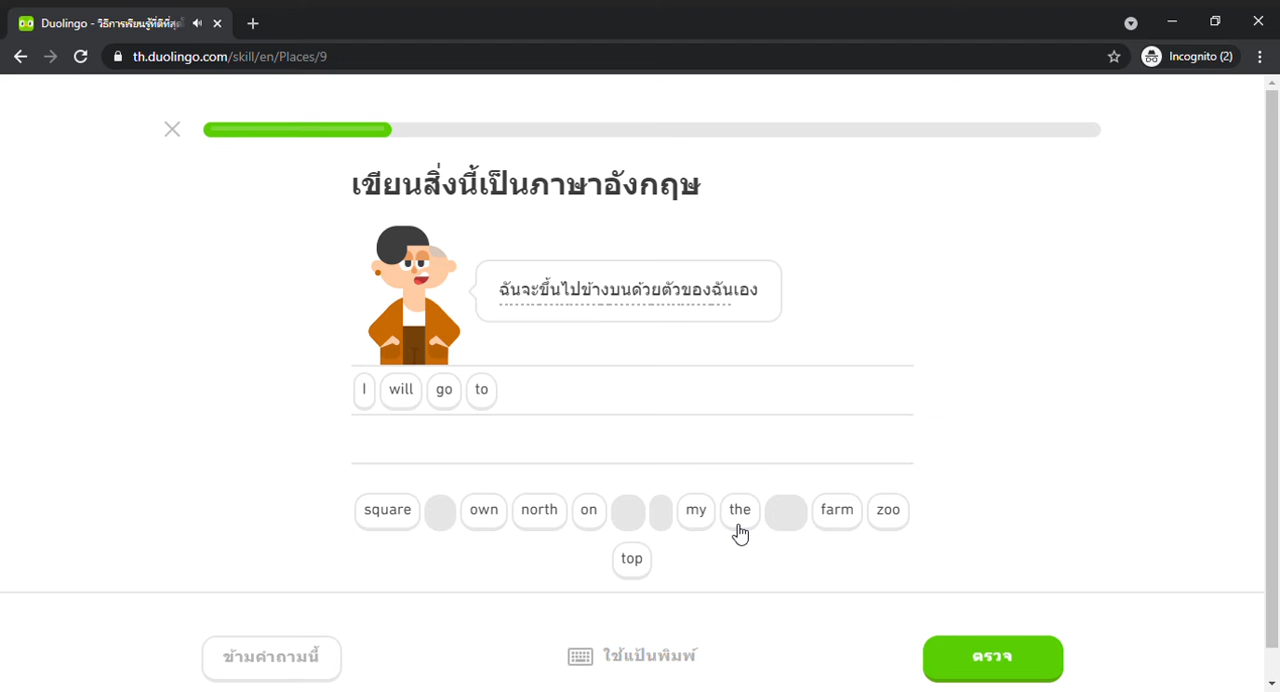 Duolingo - วิธีการเรียนรู้ที่ดีที่สุด
th.duolingo.com/skill/en/Places/9
Incognito (2)
เขียนสิ่งนี้เป็นภาษาอังกฤษ
ฉันจะขึ้นไปข้างบนด้วยตัวของฉันเอง
I will go to
square own north on my the farm zoo
top
ข้ามคำถามนี้
ใช้แป้นพิมพ์
ตรวจ